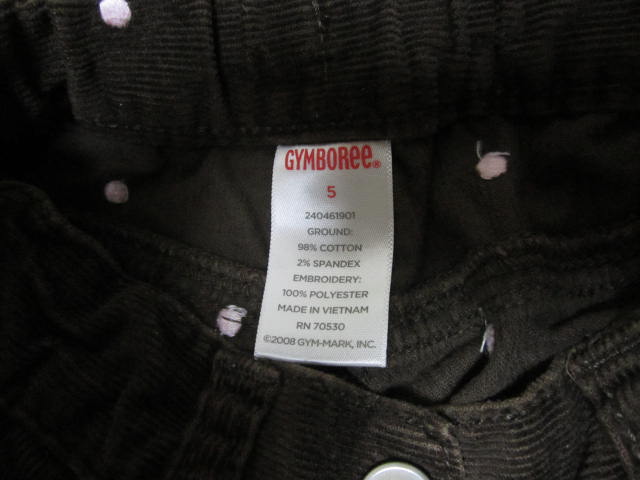 GYMBOREE®
5
240461901
GROUND:
98% COTTON
2% SPANDEX
EMBROIDERY:
100% POLYESTER
MADE IN VIETNAM
RN 70530
©2008 GYM-MARK, INC.